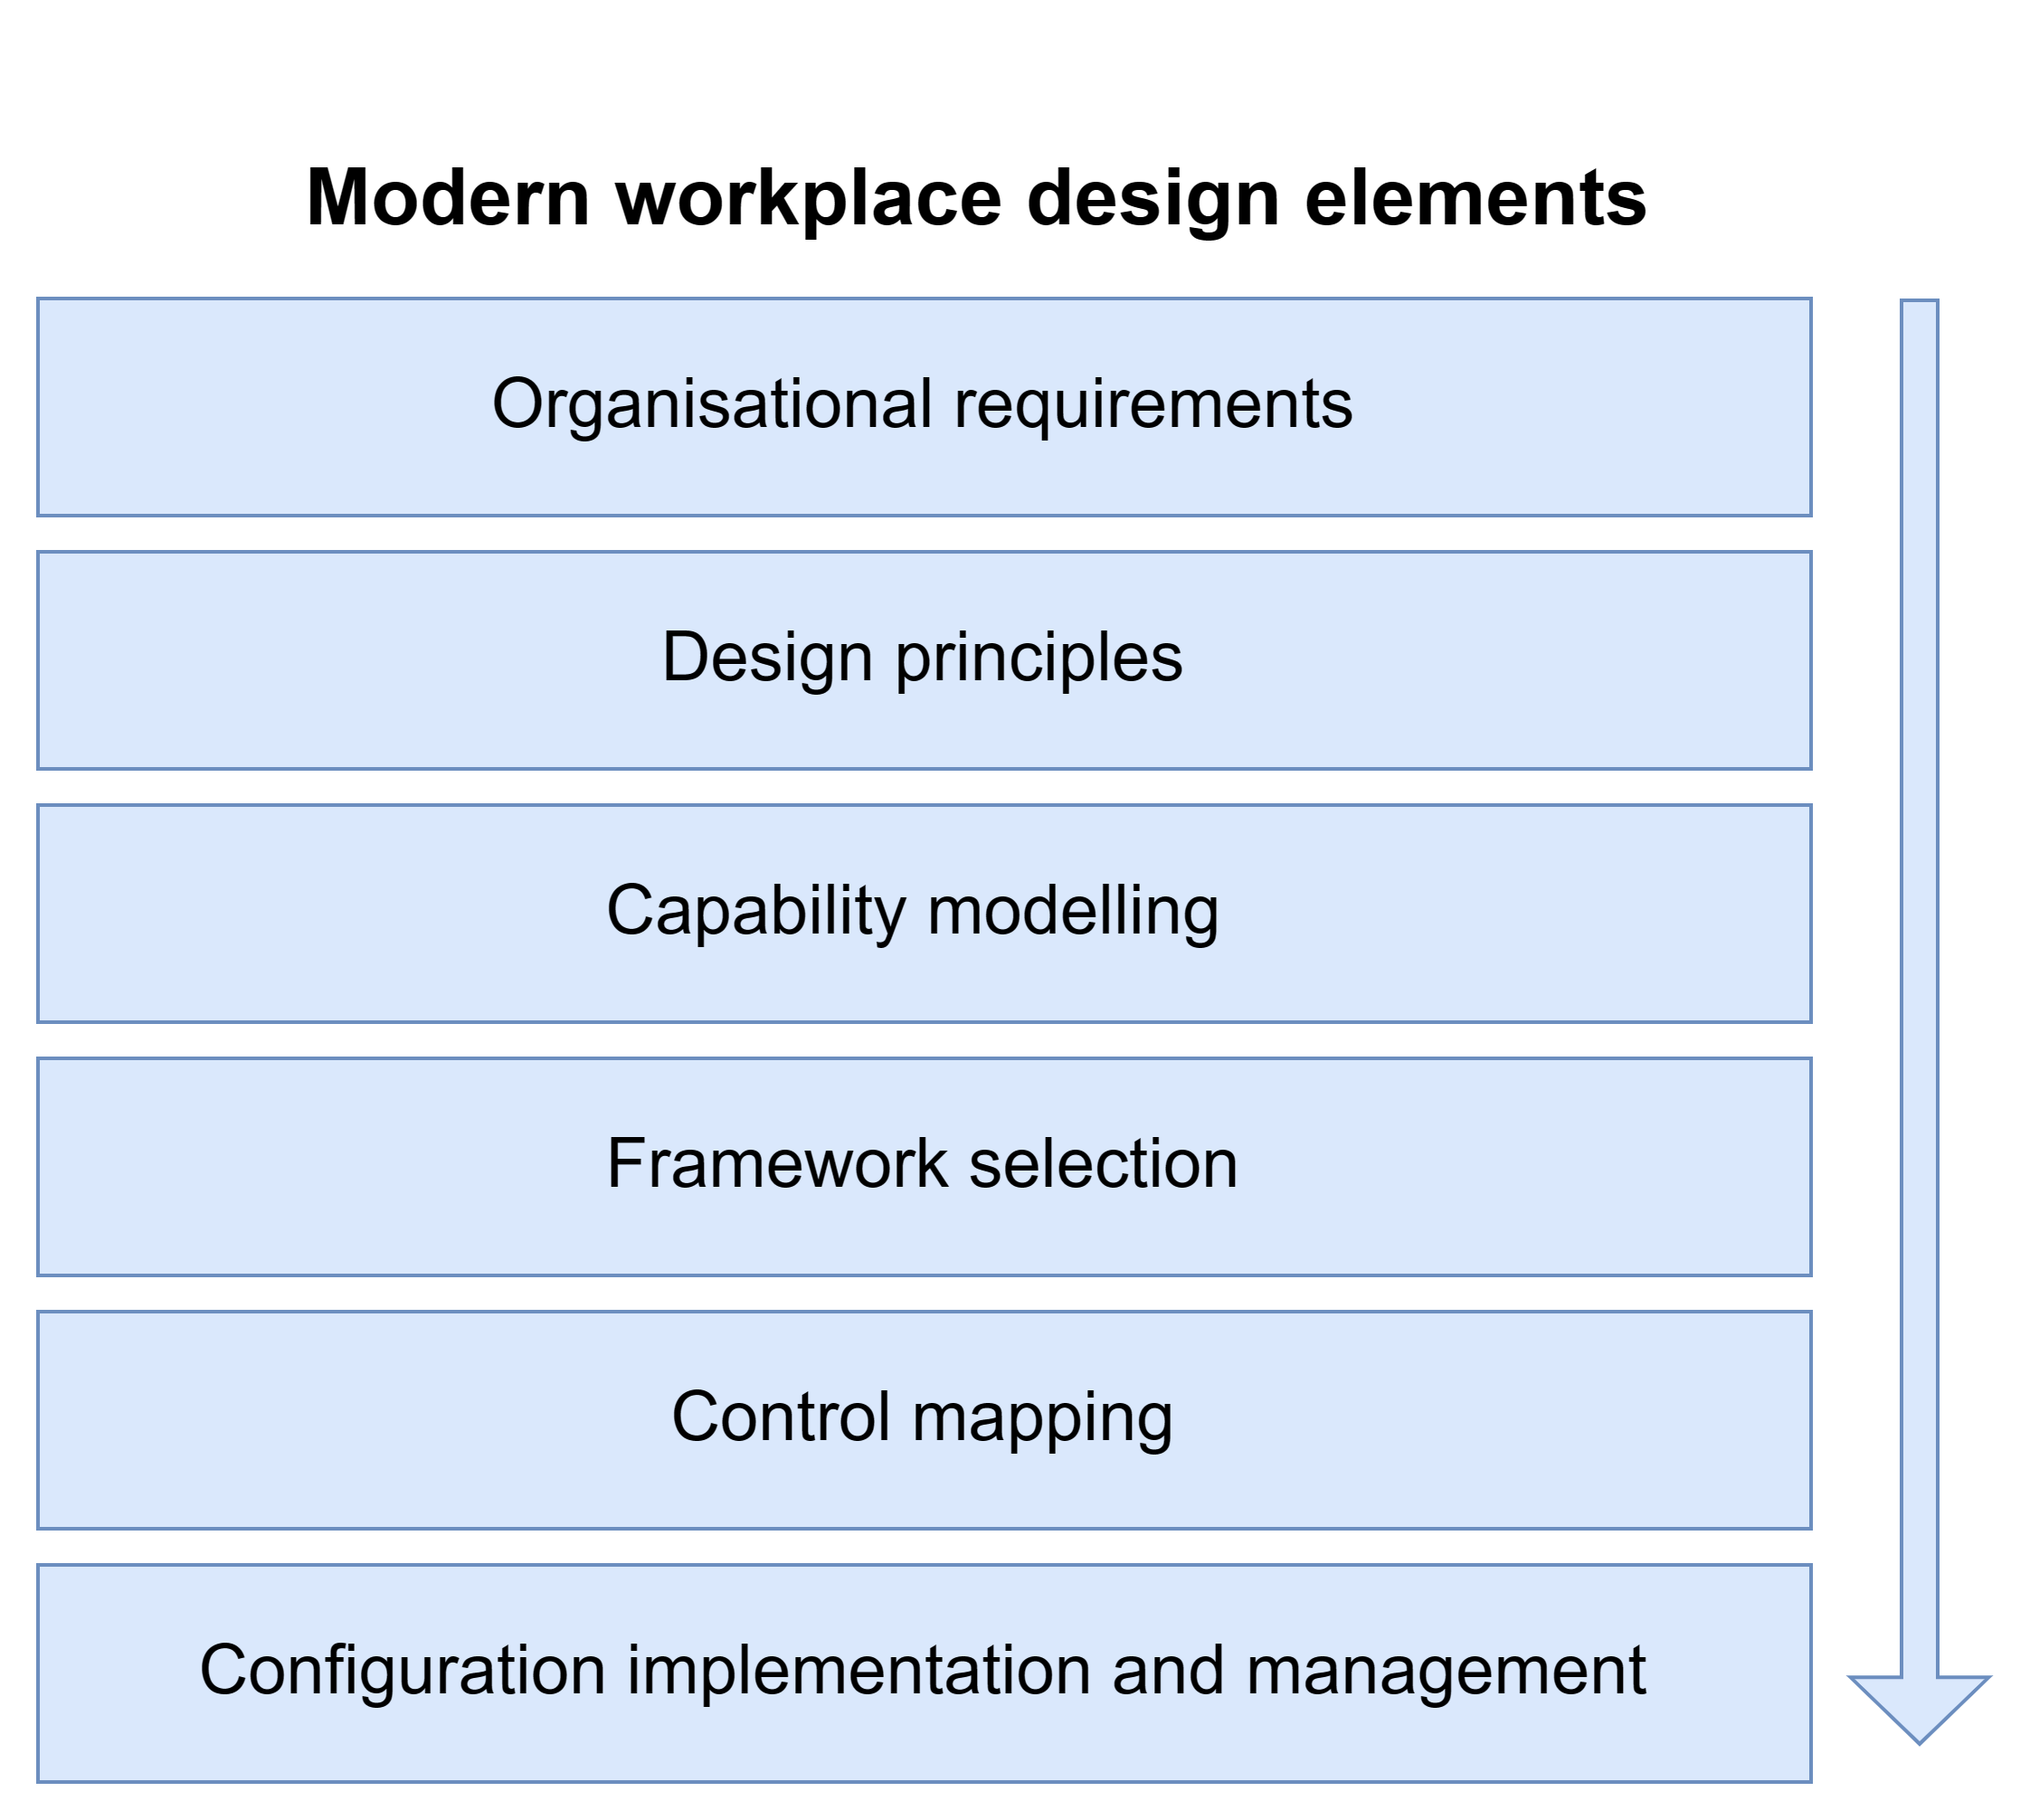 Modern workplace design elements
Organisational requirements
Design principles
Capability modelling
Framework selection
Control mapping
Configuration implementation and management